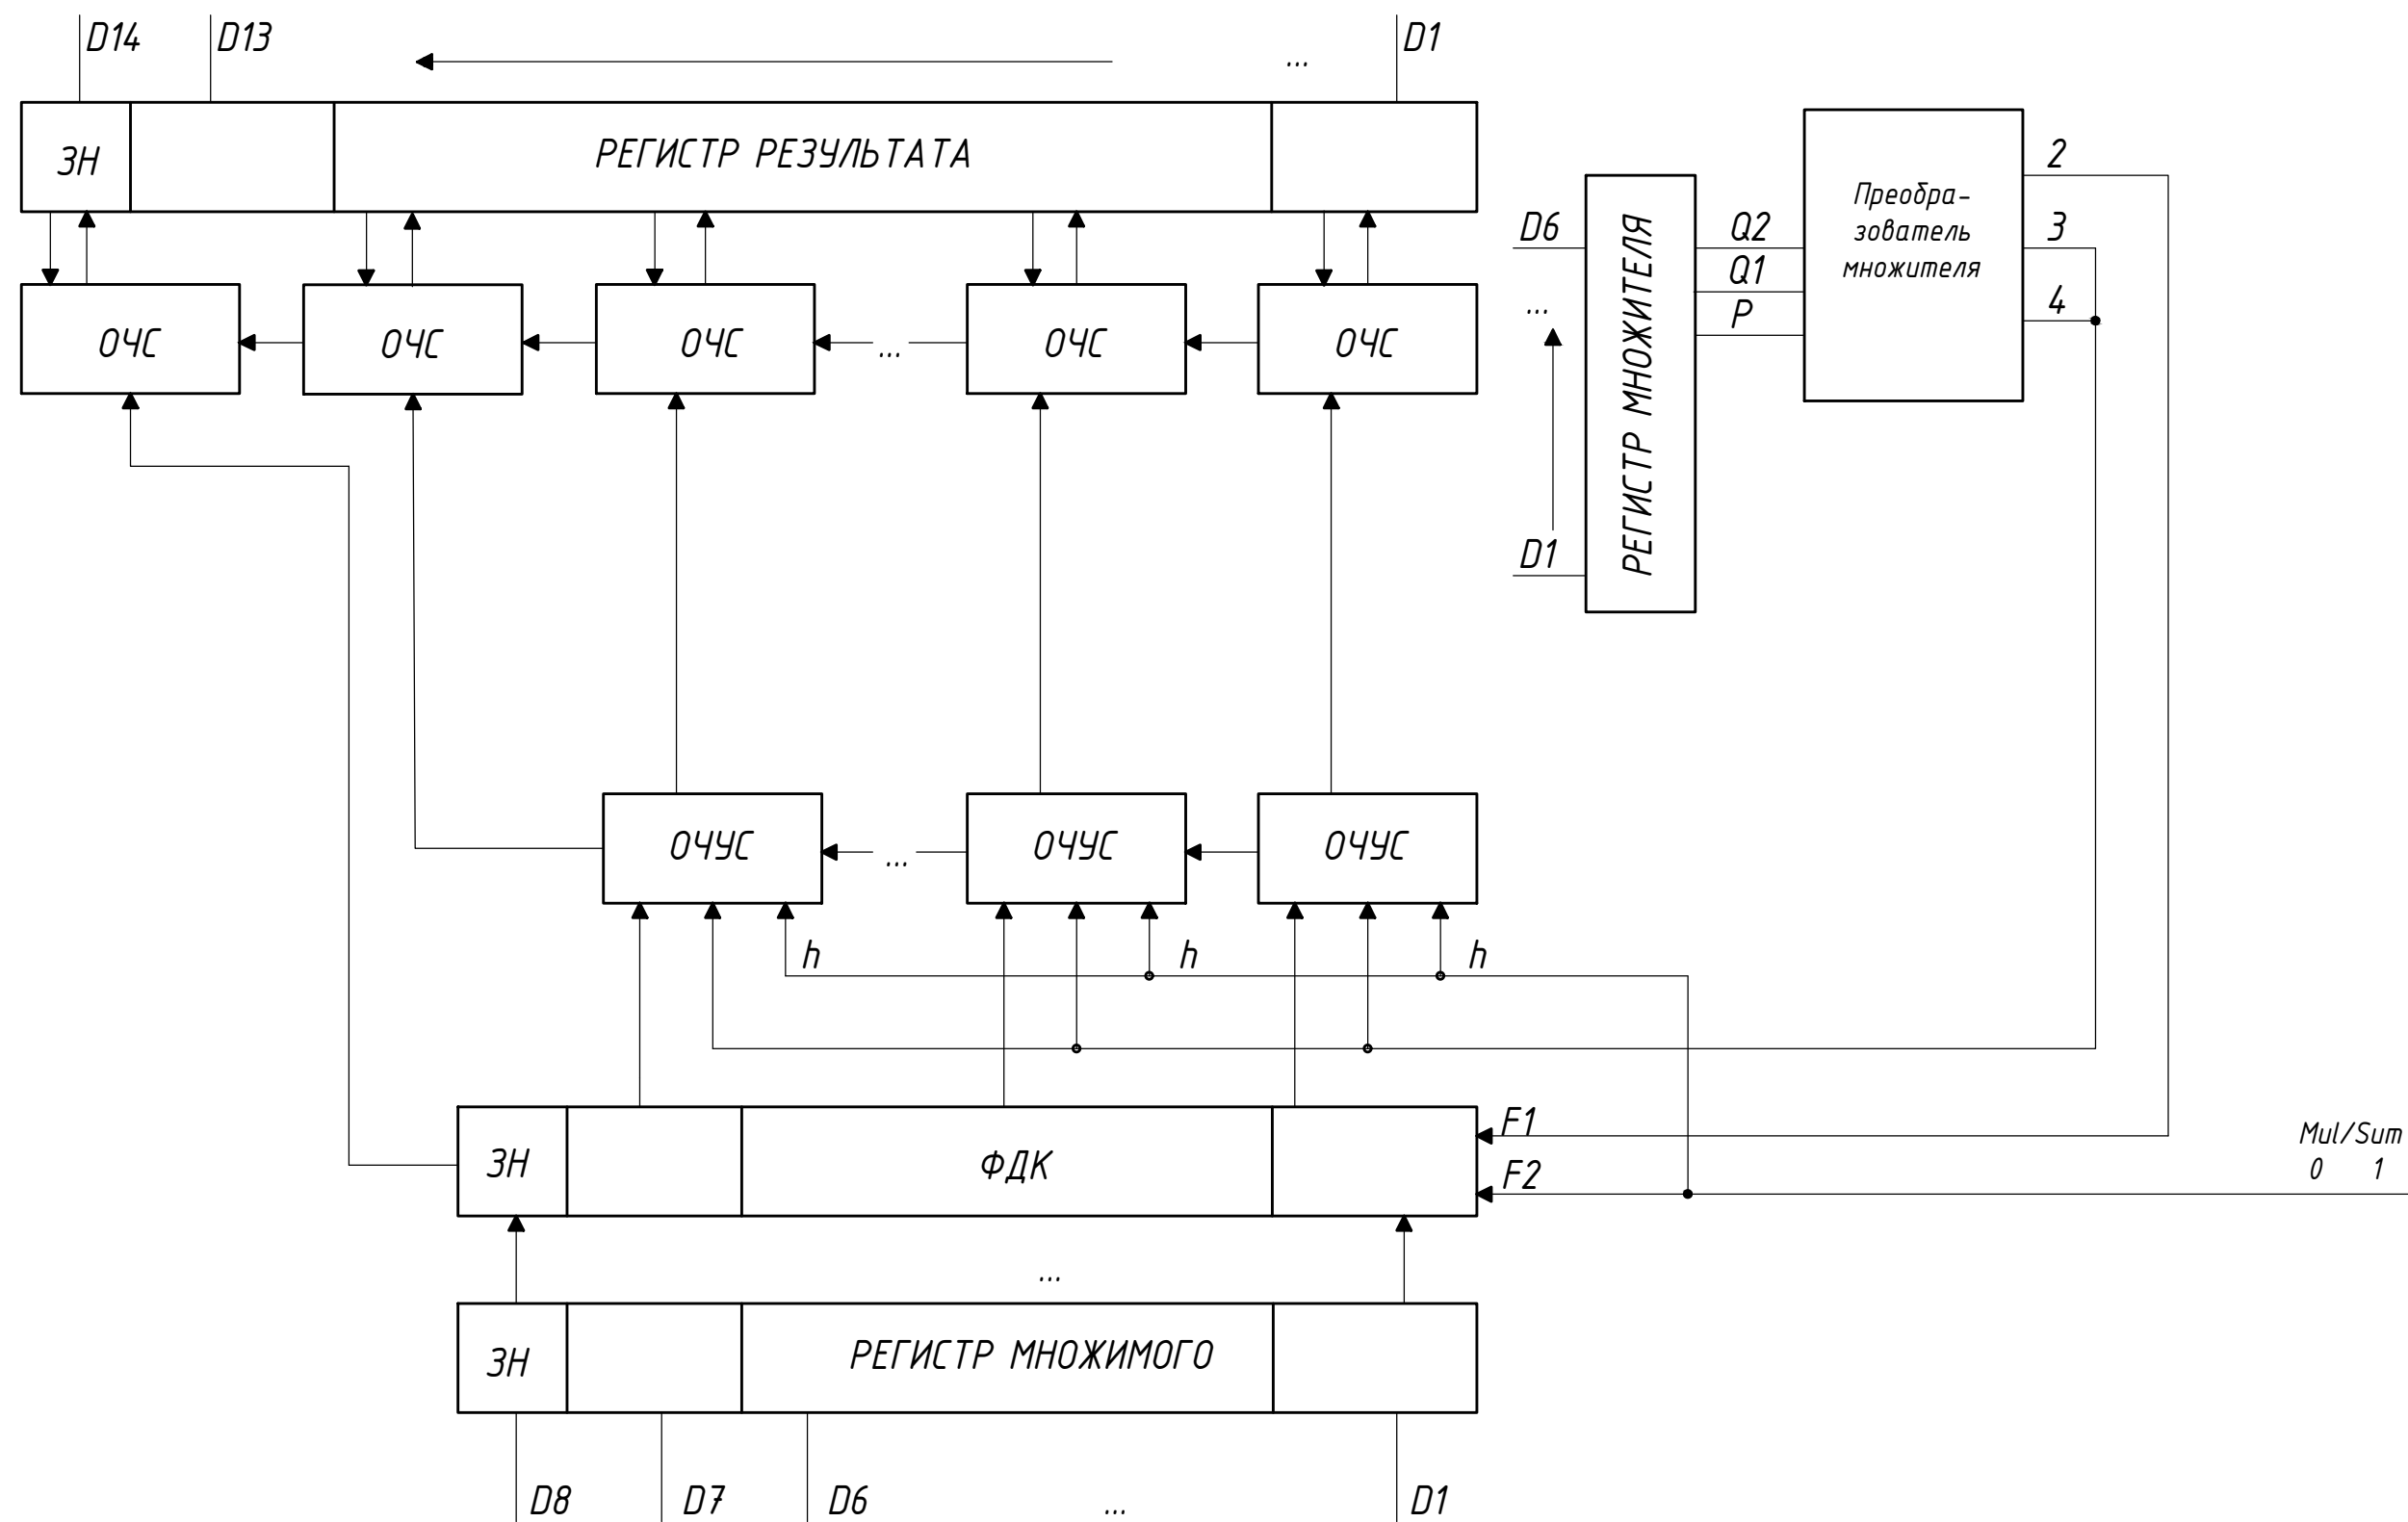 D14 D13 ... D1
ЗН РЕГИСТР РЕЗУЛЬТАТА
ОЧС ОЧС ОЧС ... ОЧС ОЧС
D6
...
D1
РЕГИСТР МНОЖИТЕЛЯ
Q2
Q1
P
Преобра-
зователь
множителя
2
3
4
ОЧУС ... ОЧУС ОЧУС
h h h
ЗН ФДК
F1
F2
Mul/Sum
0 1
...
ЗН РЕГИСТР МНОЖИМОГО
D8 D7 D6 ... D1